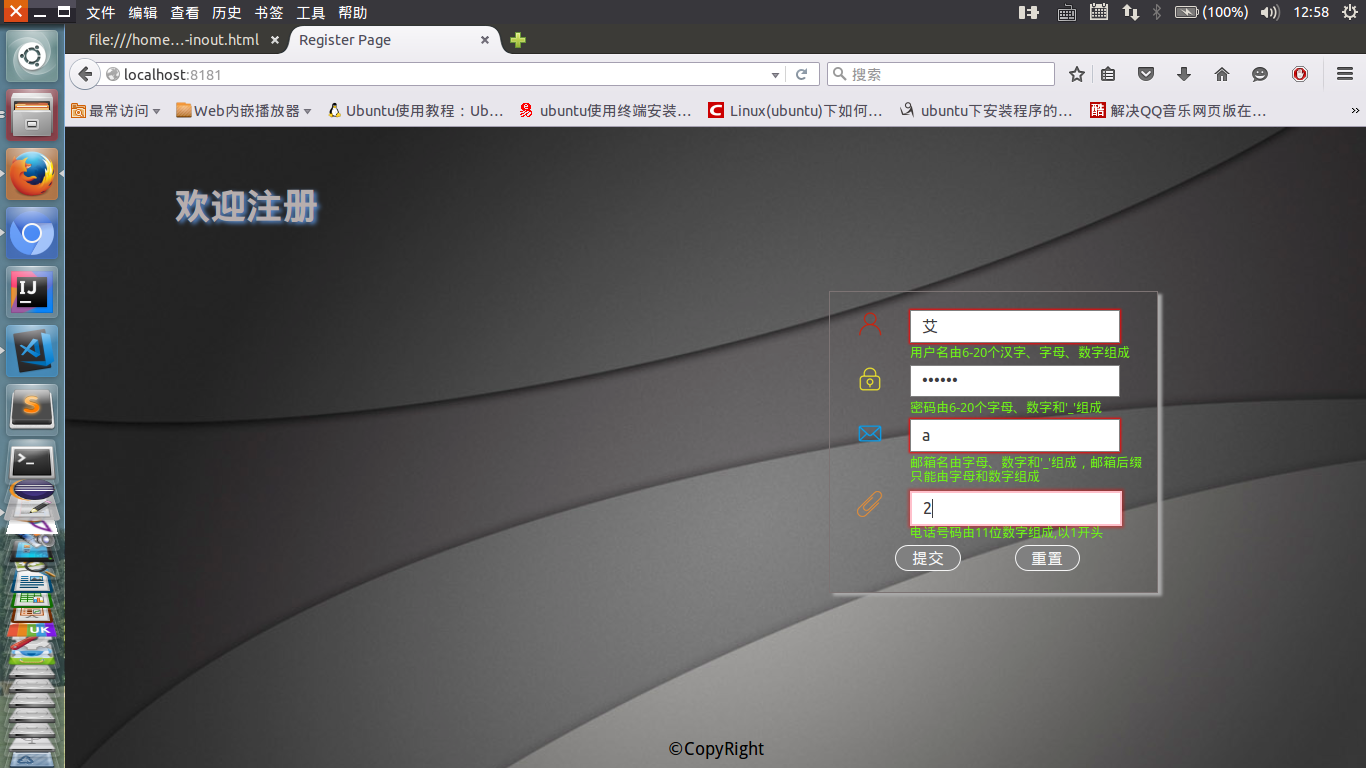 文件 编辑 查看 历史 书签 工具 帮助
(100%) 12:58
file:///home…-inout.html
Register Page
localhost:8181
搜索
最常访问 Web内嵌播放器 Ubuntu使用教程：Ub… ubuntu使用终端安装… Linux(ubuntu)下如何… ubuntu下安装程序的… 解决QQ音乐网页版在… »
欢迎注册
艾
用户名由6-20个汉字、字母、数字组成
••••••
密码由6-20个字母、数字和'_'组成
a
邮箱名由字母、数字和'_'组成，邮箱后缀
只能由字母和数字组成
2
电话号码由11位数字组成,以1开头
提交 重置
©CopyRight
IJ
S
>_
UK